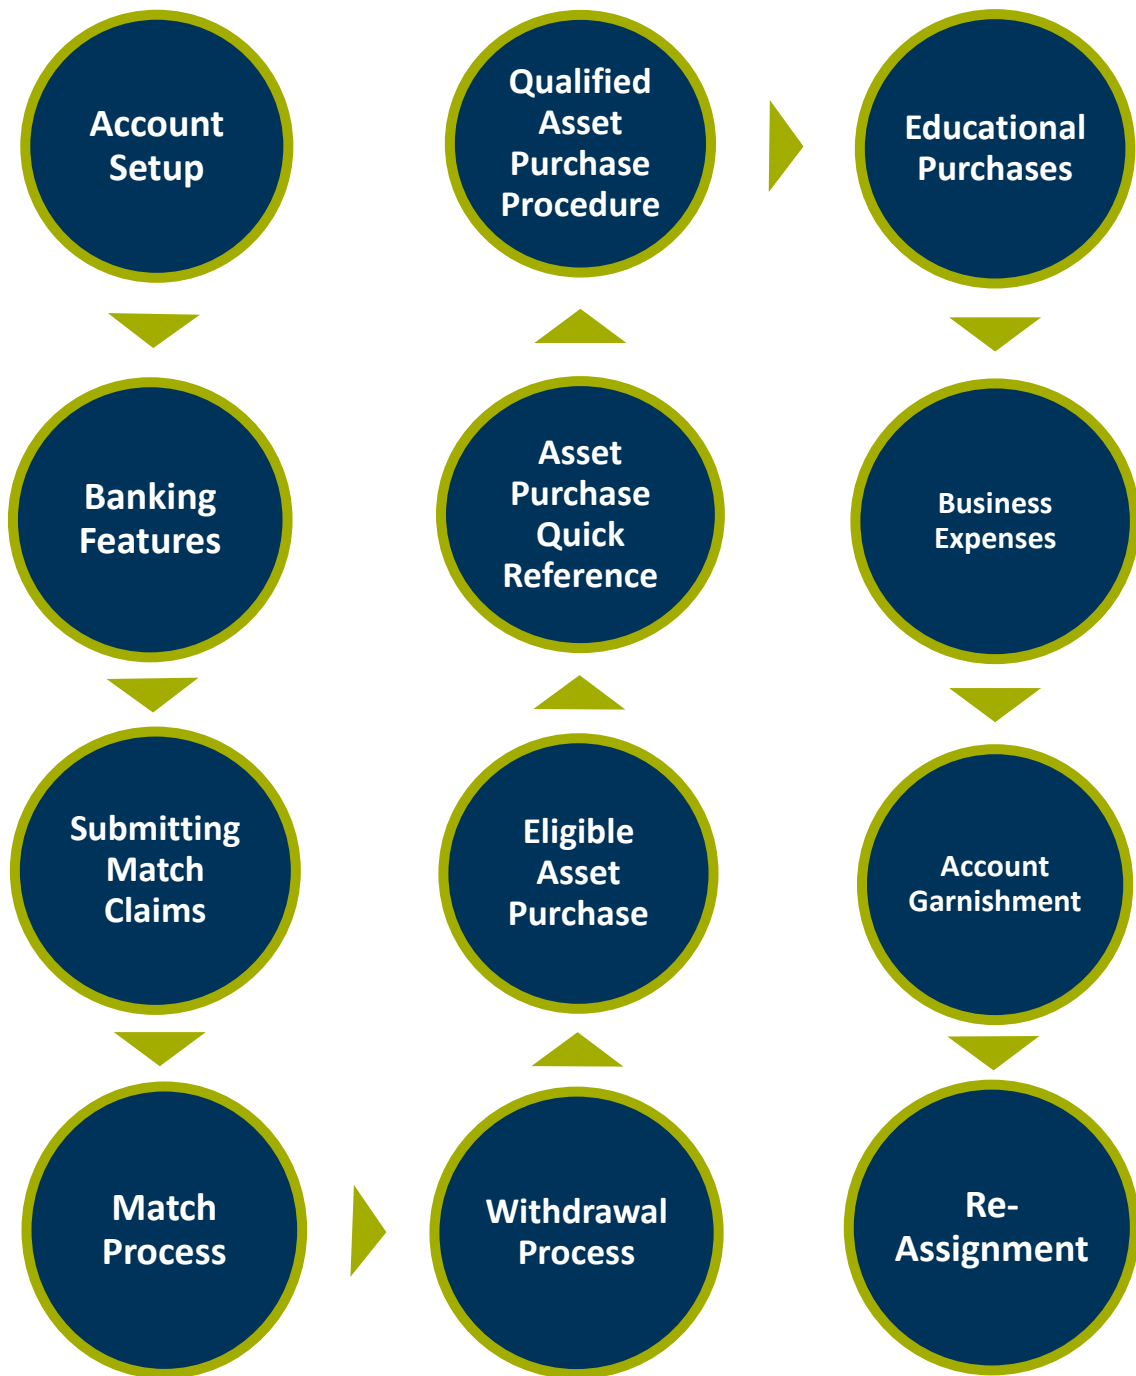 Account
Setup
Banking
Features
Submitting
Match
Claims
Match
Process
Withdrawal
Process
Eligible
Asset
Purchase
Asset
Purchase
Quick
Reference
Qualified
Asset
Purchase
Procedure
Educational
Purchases
Business
Expenses
Account
Garnishment
Re-
Assignment